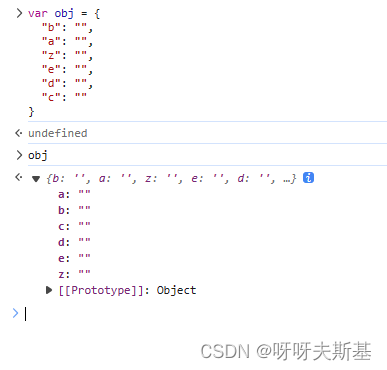 var obj = {
"b": "",
"a": "",
"z": "",
"e": "",
"d": "",
"c": ""
}
undefined
obj
{b: '', a: '', z: '', e: '', d: '', …} i
a: ""
b: ""
c: ""
d: ""
e: ""
z: ""
[[Prototype]]: Object
CSDN @呀呀夫斯基